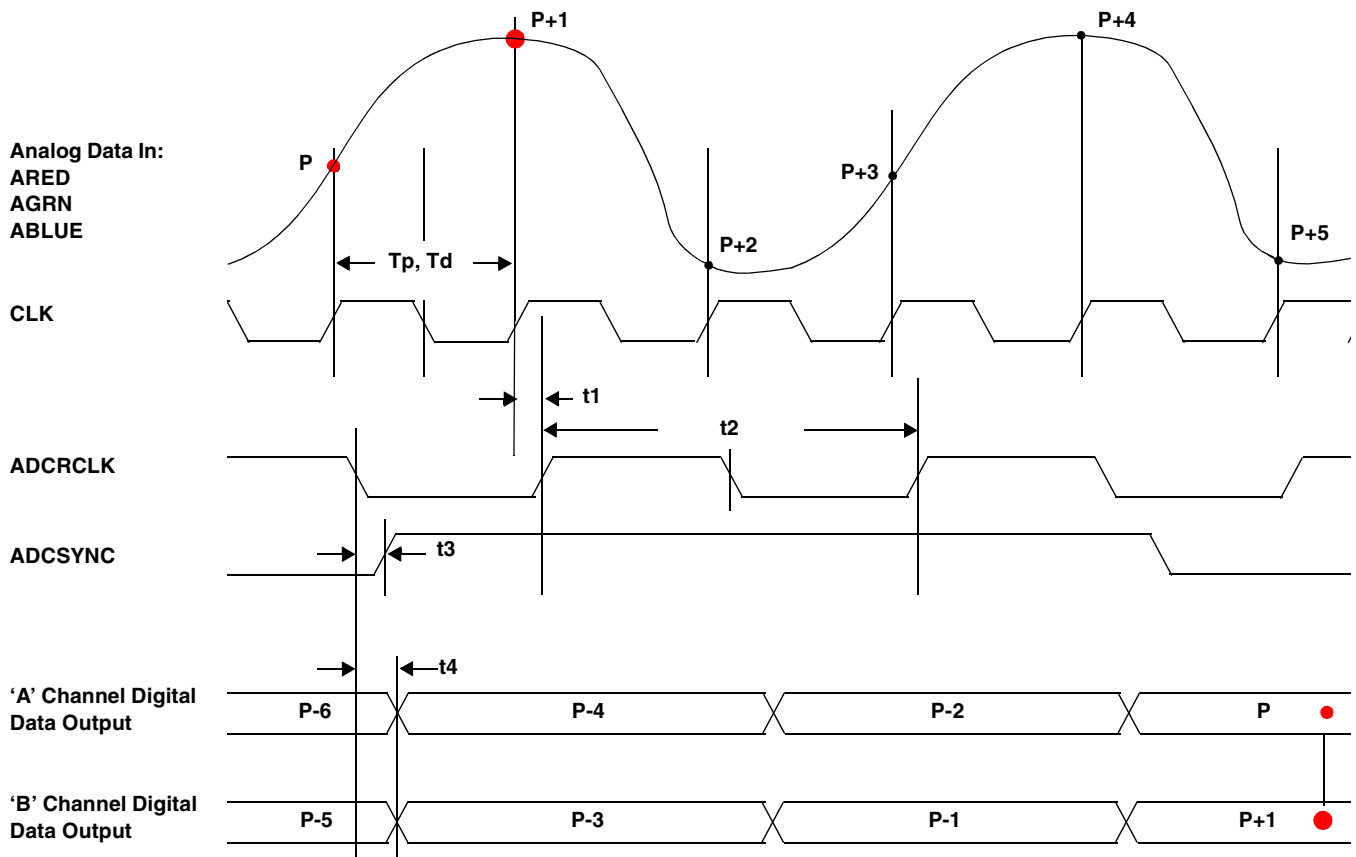 P+1
P+4
Analog Data In:
ARED
AGRN
ABLUE
P
P+3
P+2
P+5
Tp, Td
CLK
t1
t2
ADCRCLK
ADCSYNC
t3
t4
‘A’ Channel Digital
Data Output
P-6
P-4
P-2
P
‘B’ Channel Digital
Data Output
P-5
P-3
P-1
P+1